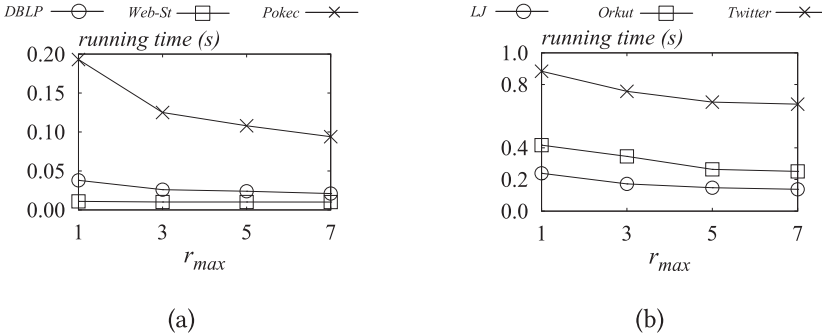 DBLP Web-St Pokec
running time (s)
0.20
0.15
0.10
0.05
0.00
1 3 5 7
r_max
(a)
LJ Orkut Twitter
running time (s)
1.0
0.8
0.4
0.2
0.0
1 3 5 7
r_max
(b)